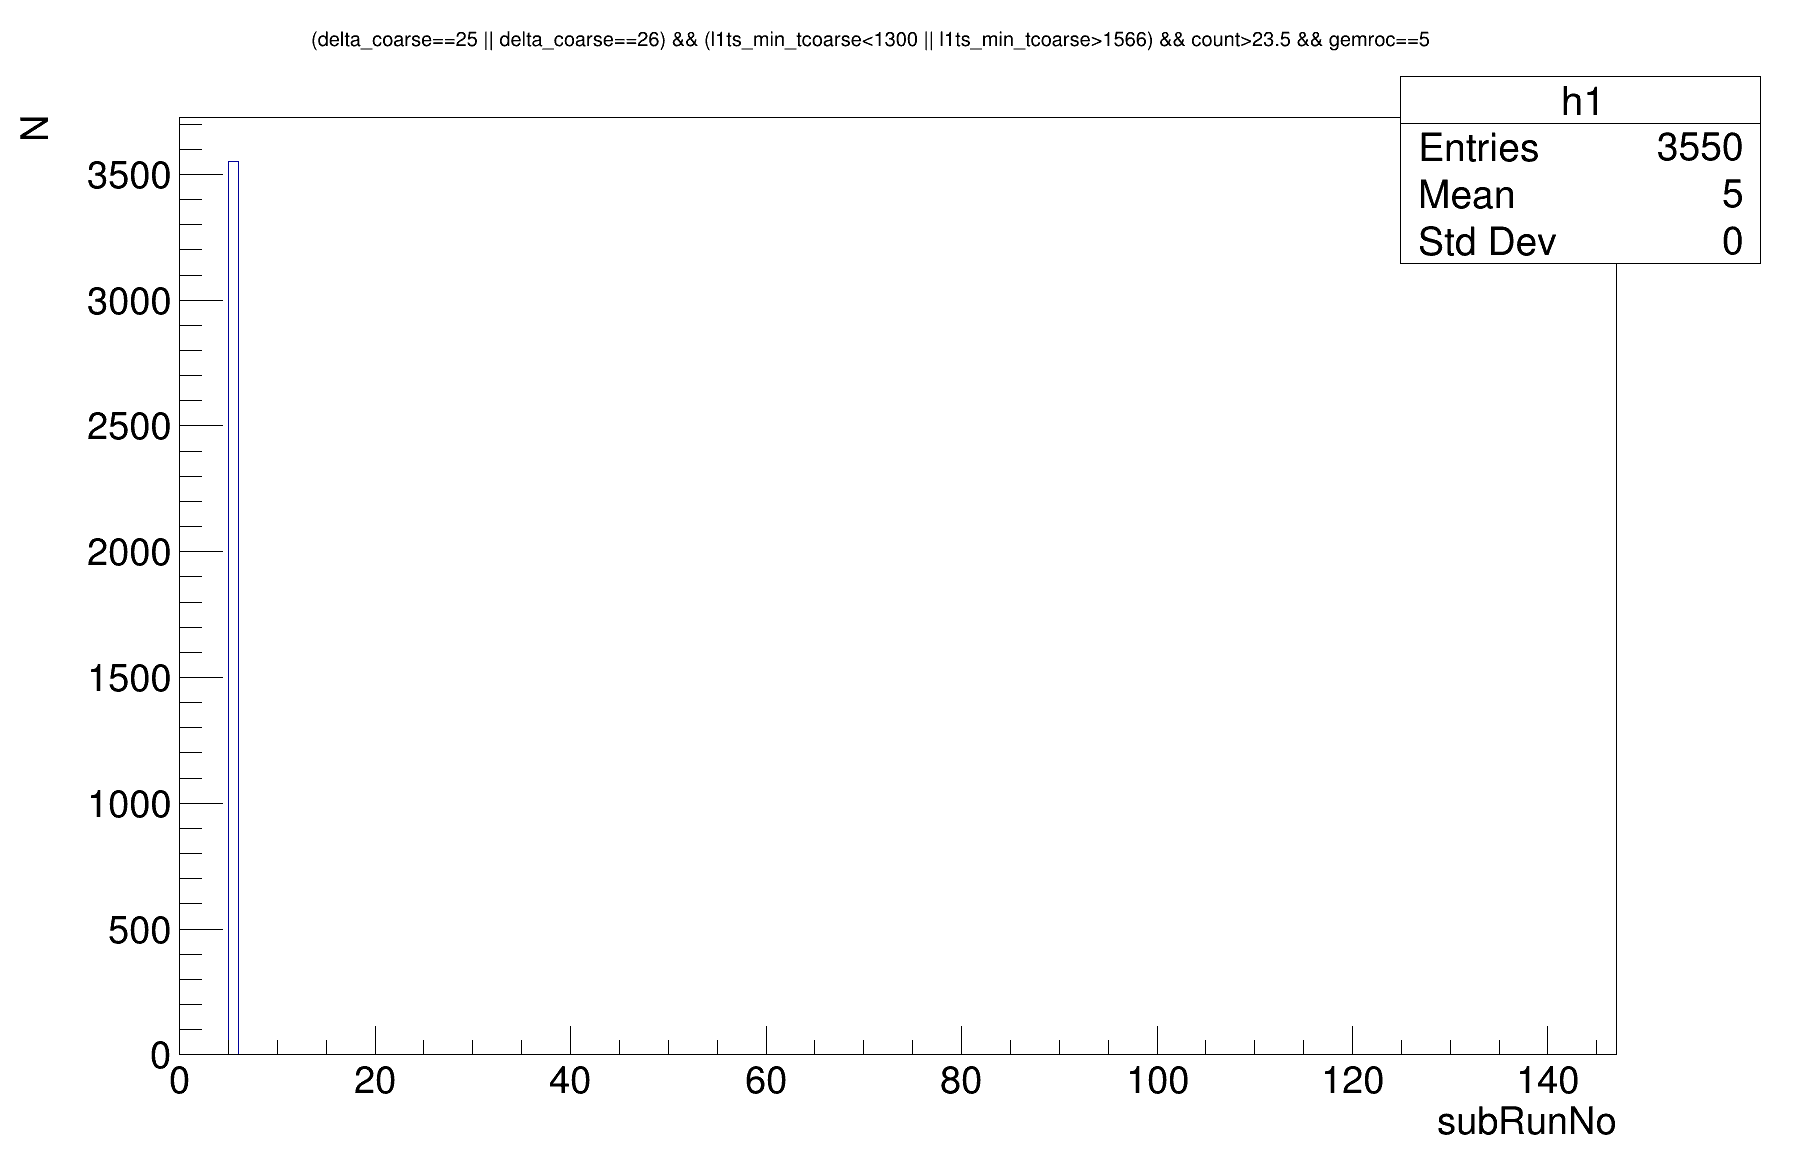 (delta_coarse==25 || delta_coarse==26) && (l1ts_min_tcoarse<1300 || l1ts_min_tcoarse>1566) && count>23.5 && gemroc==5
h1
Entries 3550
Mean 5
Std Dev 0
N
3500
3000
2500
2000
1500
1000
500
0
0 20 40 60 80 100 120 140
subRunNo